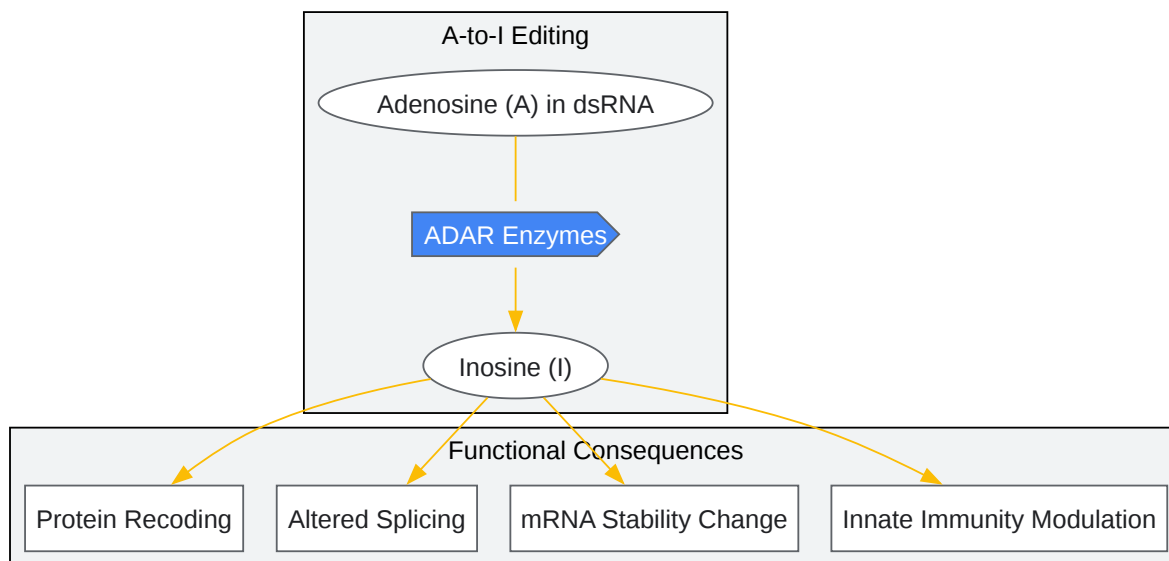 A-to-I Editing
Adenosine (A) in dsRNA
ADAR Enzymes
Inosine (I)
Functional Consequences
Protein Recoding
Altered Splicing
mRNA Stability Change
Innate Immunity Modulation